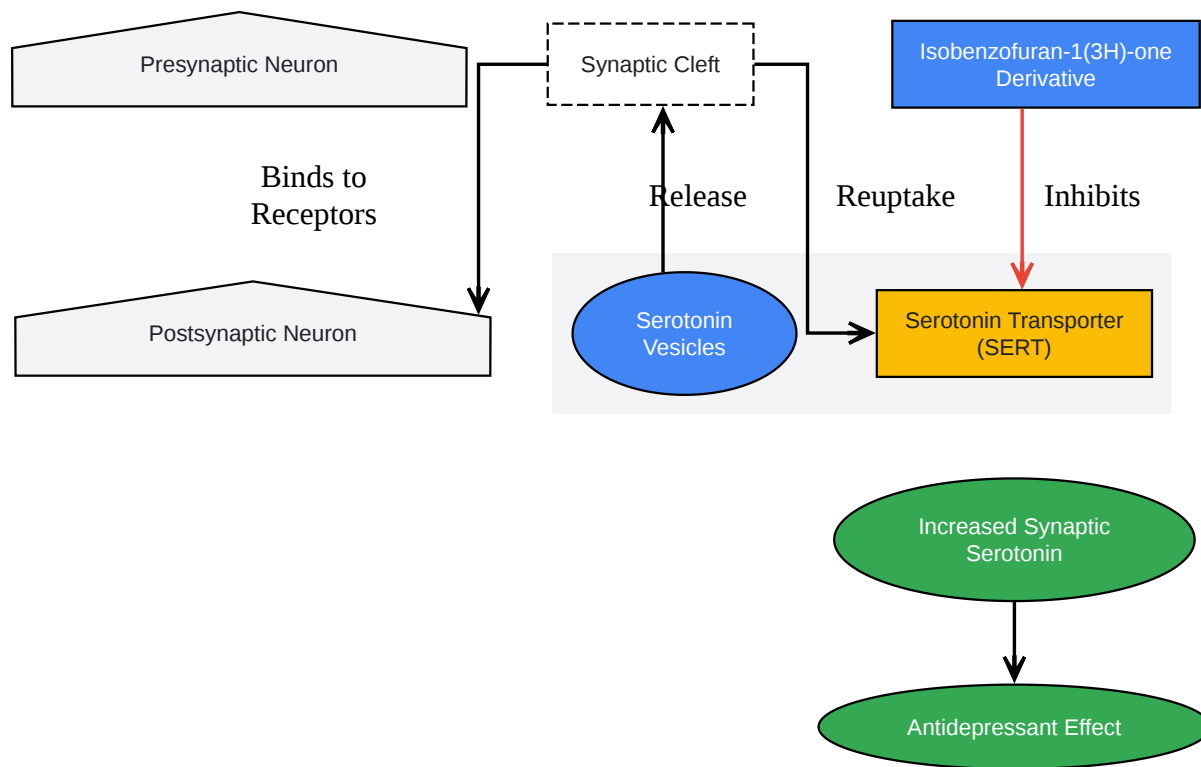 Presynaptic Neuron
Synaptic Cleft
Isobenzofuran-1(3H)-one
Derivative
Binds to
Receptors
Release
Reuptake
Inhibits
Postsynaptic Neuron
Serotonin
Vesicles
Serotonin Transporter
(SERT)
Increased Synaptic
Serotonin
Antidepressant Effect